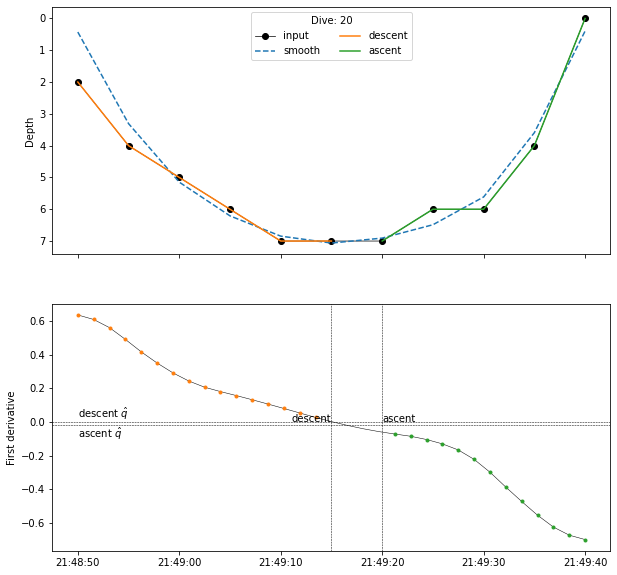 Dive: 20
input descent
smooth ascent
Depth
0
1
2
3
4
5
6
7
First derivative
0.6
0.4
0.2
0.0
−0.2
−0.4
−0.6
descent q̂
ascent q̂
descent ascent
21:48:50 21:49:00 21:49:10 21:49:20 21:49:30 21:49:40